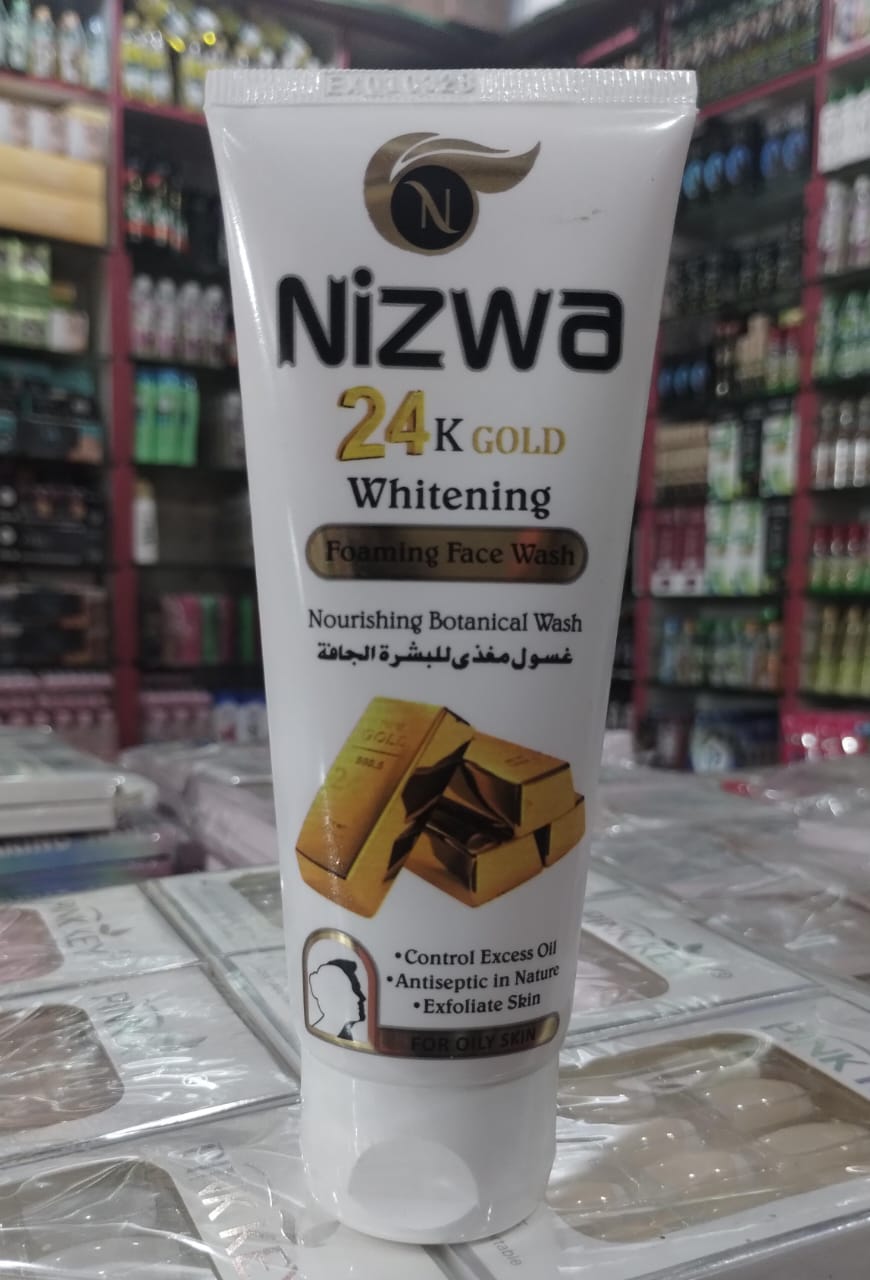 EX010328
N
Nizwa
24K GOLD
Whitening
Foaming Face Wash
Nourishing Botanical Wash
غسول مغذى للبشرة الجافة
GOLD
•Control Excess Oil
•Antiseptic in Nature
•Exfoliate Skin
FOR OILY SKIN